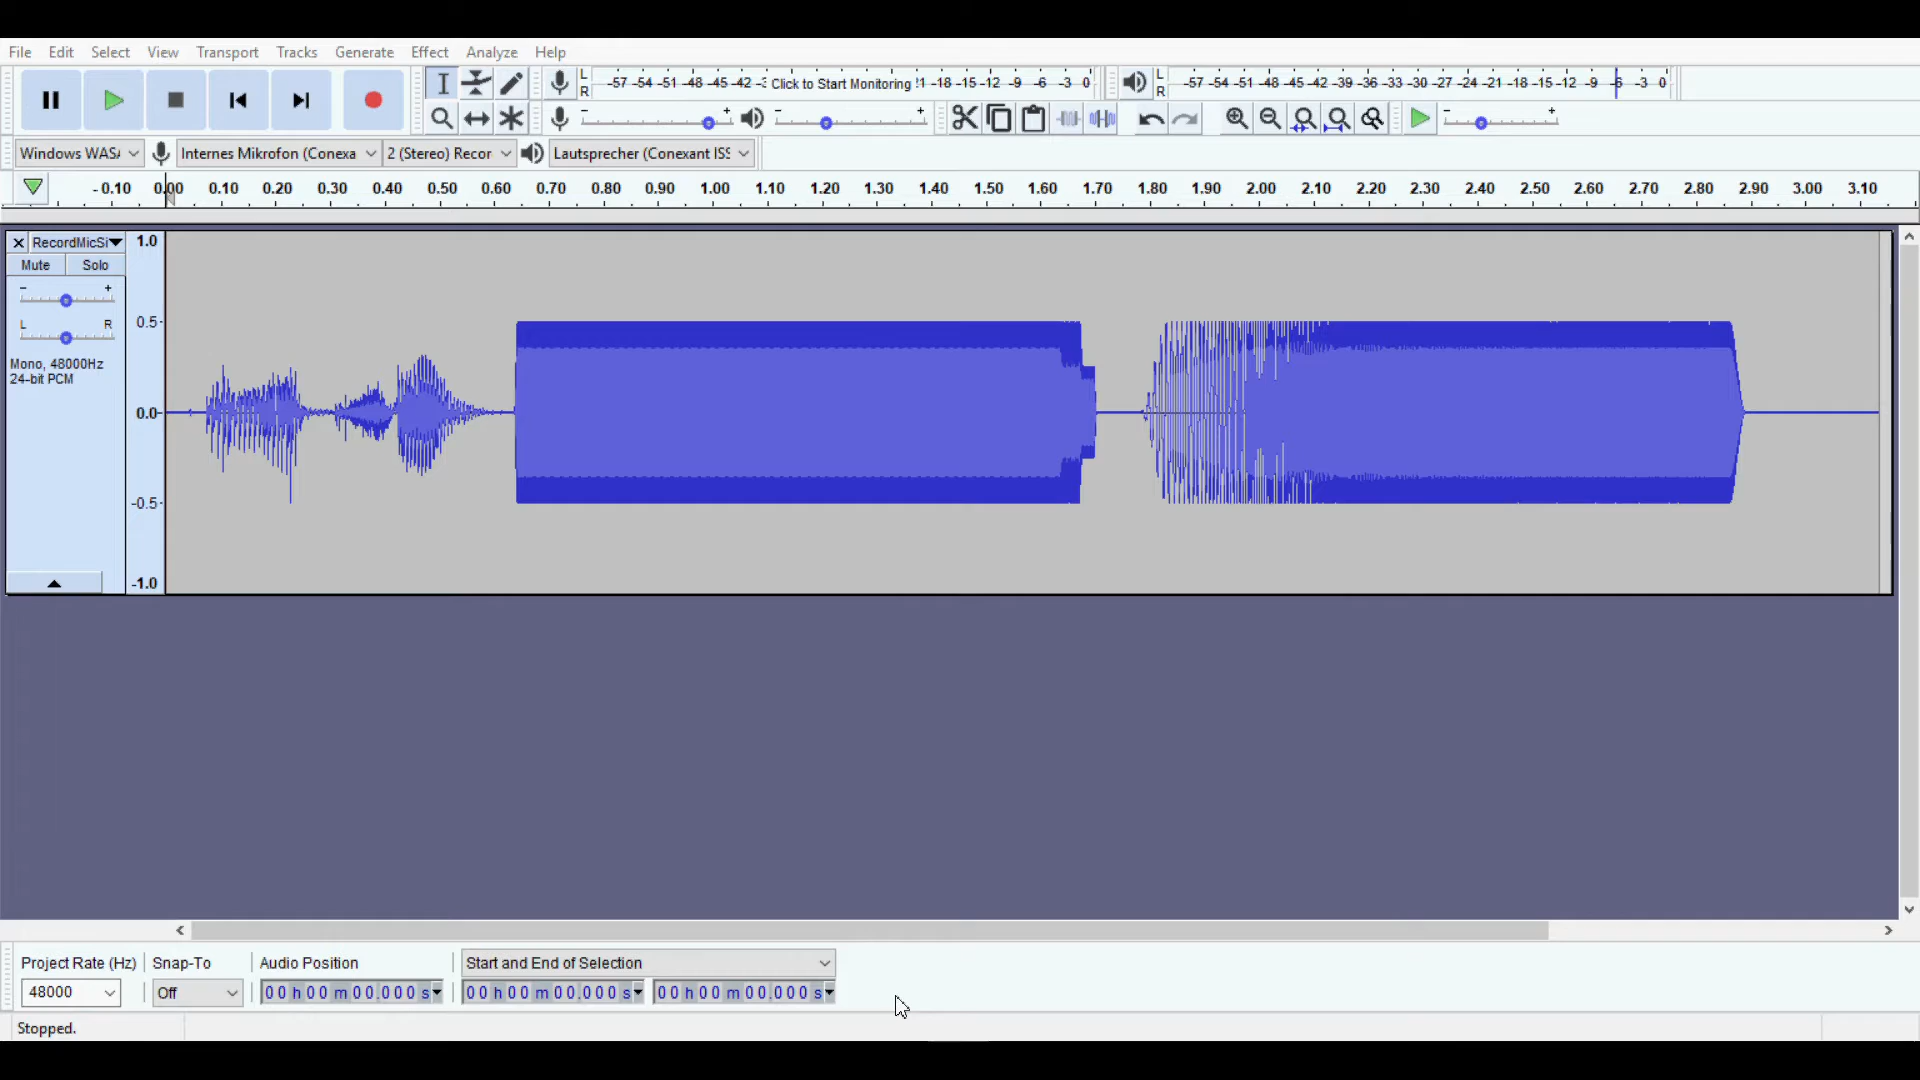 File Edit Select View Transport Tracks Generate Effect Analyze Help
L R -57 -54 -51 -48 -45 -42 -3 Click to Start Monitoring !1 -18 -15 -12 -9 -6 -3 0
L R -57 -54 -51 -48 -45 -42 -39 -36 -33 -30 -27 -24 -21 -18 -15 -12 -9 -6 -3 0
- + - + - +
Windows WAS Internes Mikrofon (Conexa 2 (Stereo) Recor Lautsprecher (Conexant ISS
-0.10 0.00 0.10 0.20 0.30 0.40 0.50 0.60 0.70 0.80 0.90 1.00 1.10 1.20 1.30 1.40 1.50 1.60 1.70 1.80 1.90 2.00 2.10 2.20 2.30 2.40 2.50 2.60 2.70 2.80 2.90 3.00 3.10
RecordMicSi 1.0
Mute Solo
- +
L R 0.5
Mono, 48000Hz
24-bit PCM
0.0
-0.5
-1.0
Project Rate (Hz) Snap-To Audio Position Start and End of Selection
48000 Off 00 h 00 m 00.000 s 00 h 00 m 00.000 s 00 h 00 m 00.000 s
Stopped.